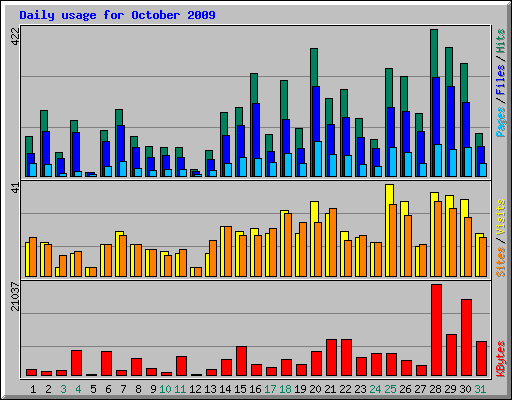 Daily usage for October 2009
422
Pages / Files / Hits
41
Sites / Visits
21037
KBytes
1 2 3 4 5 6 7 8 9 10 11 12 13 14 15 16 17 18 19 20 21 22 23 24 25 26 27 28 29 30 31